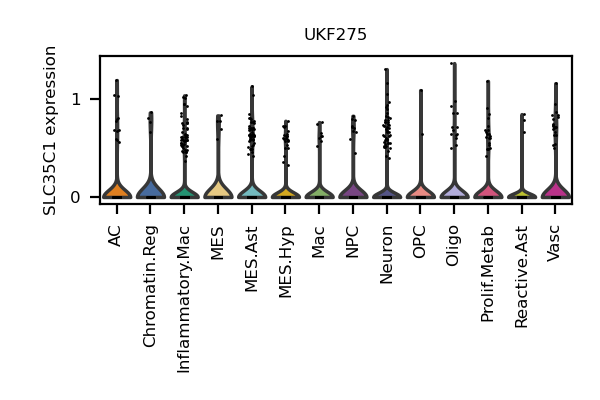 UKF275
SLC35C1 expression
1
0
AC
Chromatin.Reg
Inflammatory.Mac
MES
MES.Ast
MES.Hyp
Mac
NPC
Neuron
OPC
Oligo
Prolif.Metab
Reactive.Ast
Vasc